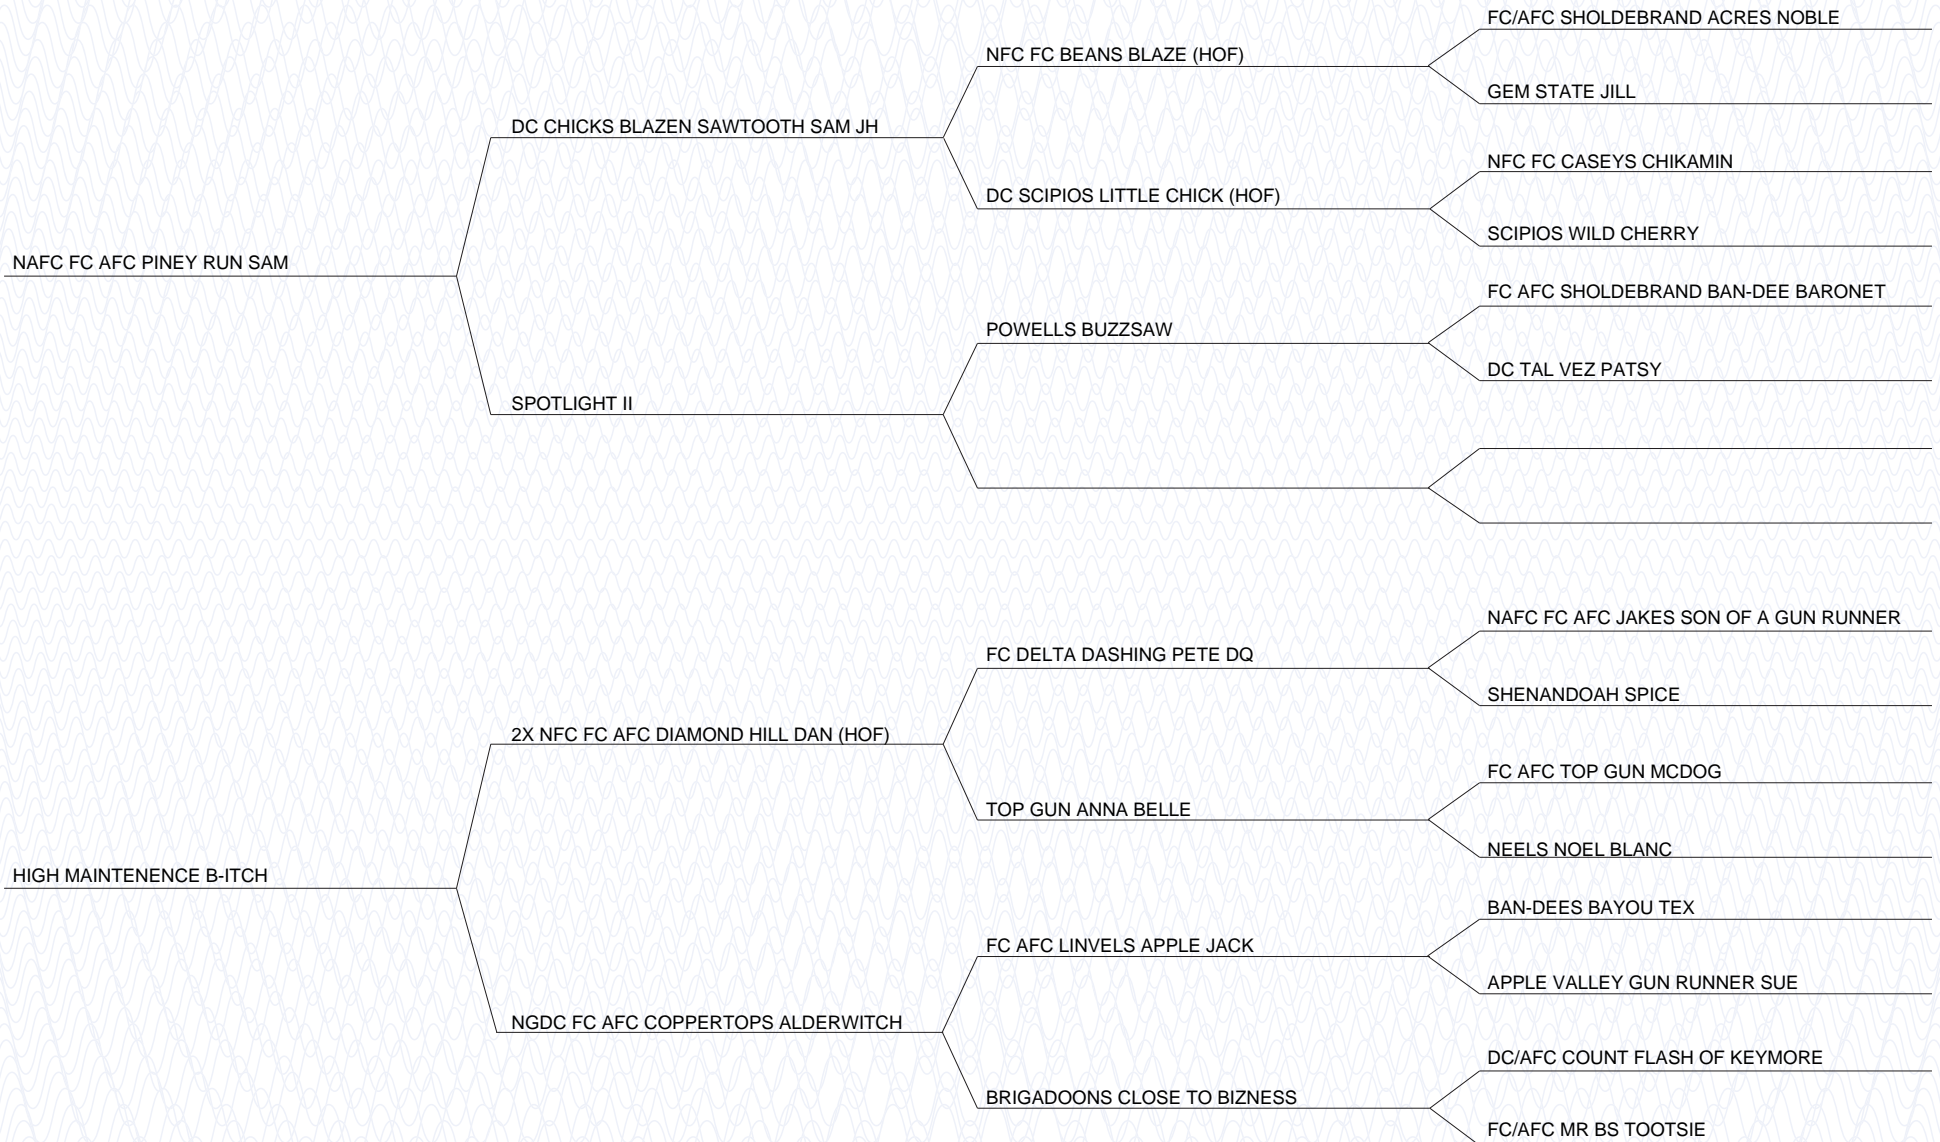 FC/AFC SHOLDEBRAND ACRES NOBLE
NFC FC BEANS BLAZE (HOF)
GEM STATE JILL
DC CHICKS BLAZEN SAWTOOTH SAM JH
NFC FC CASEYS CHIKAMIN
DC SCIPIOS LITTLE CHICK (HOF)
SCIPIOS WILD CHERRY
NAFC FC AFC PINEY RUN SAM
FC AFC SHOLDEBRAND BAN-DEE BARONET
POWELLS BUZZSAW
DC TAL VEZ PATSY
SPOTLIGHT II
NAFC FC AFC JAKES SON OF A GUN RUNNER
FC DELTA DASHING PETE DQ
SHENANDOAH SPICE
2X NFC FC AFC DIAMOND HILL DAN (HOF)
FC AFC TOP GUN MCDOG
TOP GUN ANNA BELLE
NEELS NOEL BLANC
HIGH MAINTENENCE B-ITCH
BAN-DEES BAYOU TEX
FC AFC LINVELS APPLE JACK
APPLE VALLEY GUN RUNNER SUE
NGDC FC AFC COPPERTOPS ALDERWITCH
DC/AFC COUNT FLASH OF KEYMORE
BRIGADOONS CLOSE TO BIZNESS
FC/AFC MR BS TOOTSIE